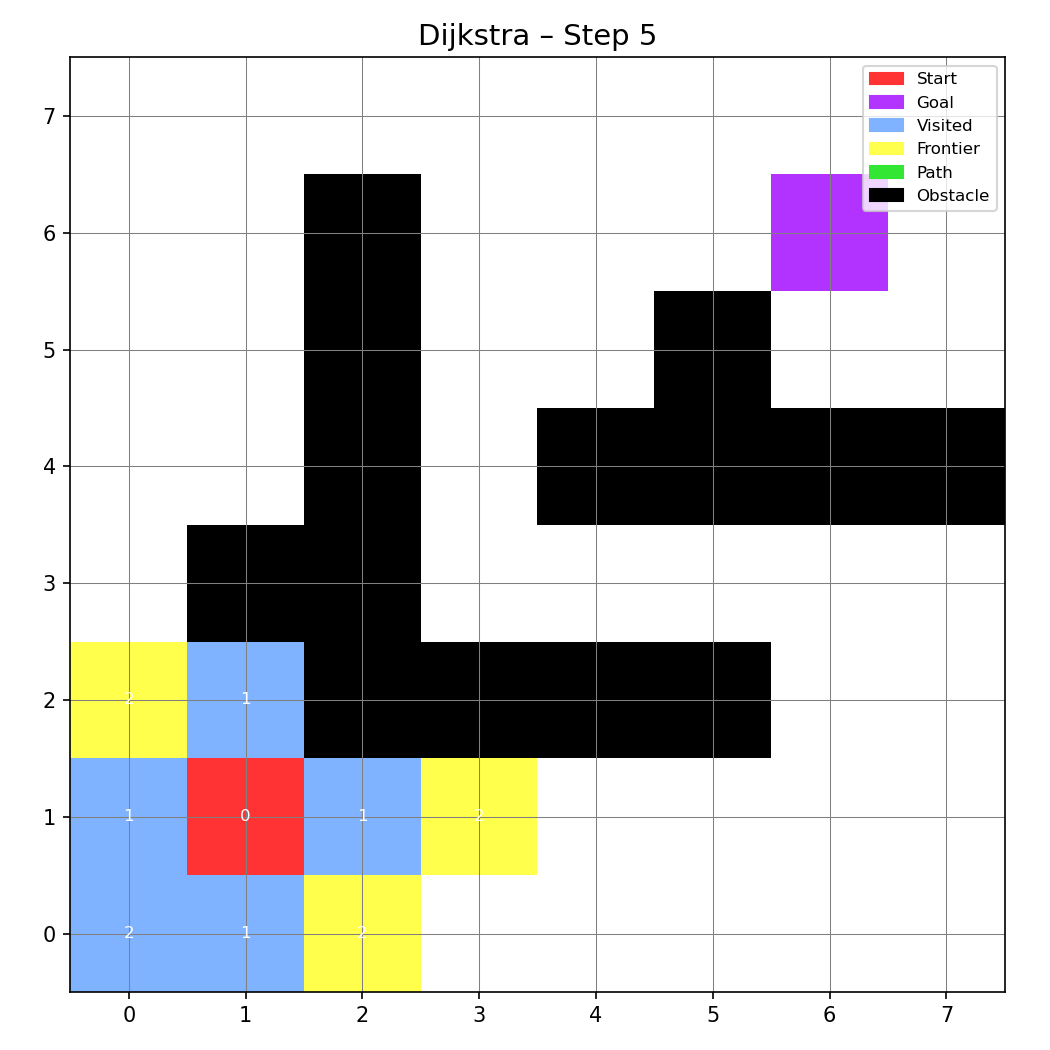 Dijkstra – Step 5
Start
Goal
Visited
Frontier
Path
Obstacle
7
6
5
4
3
2
1
0
2 1
1 0 1 2
2 1 2
0 1 2 3 4 5 6 7